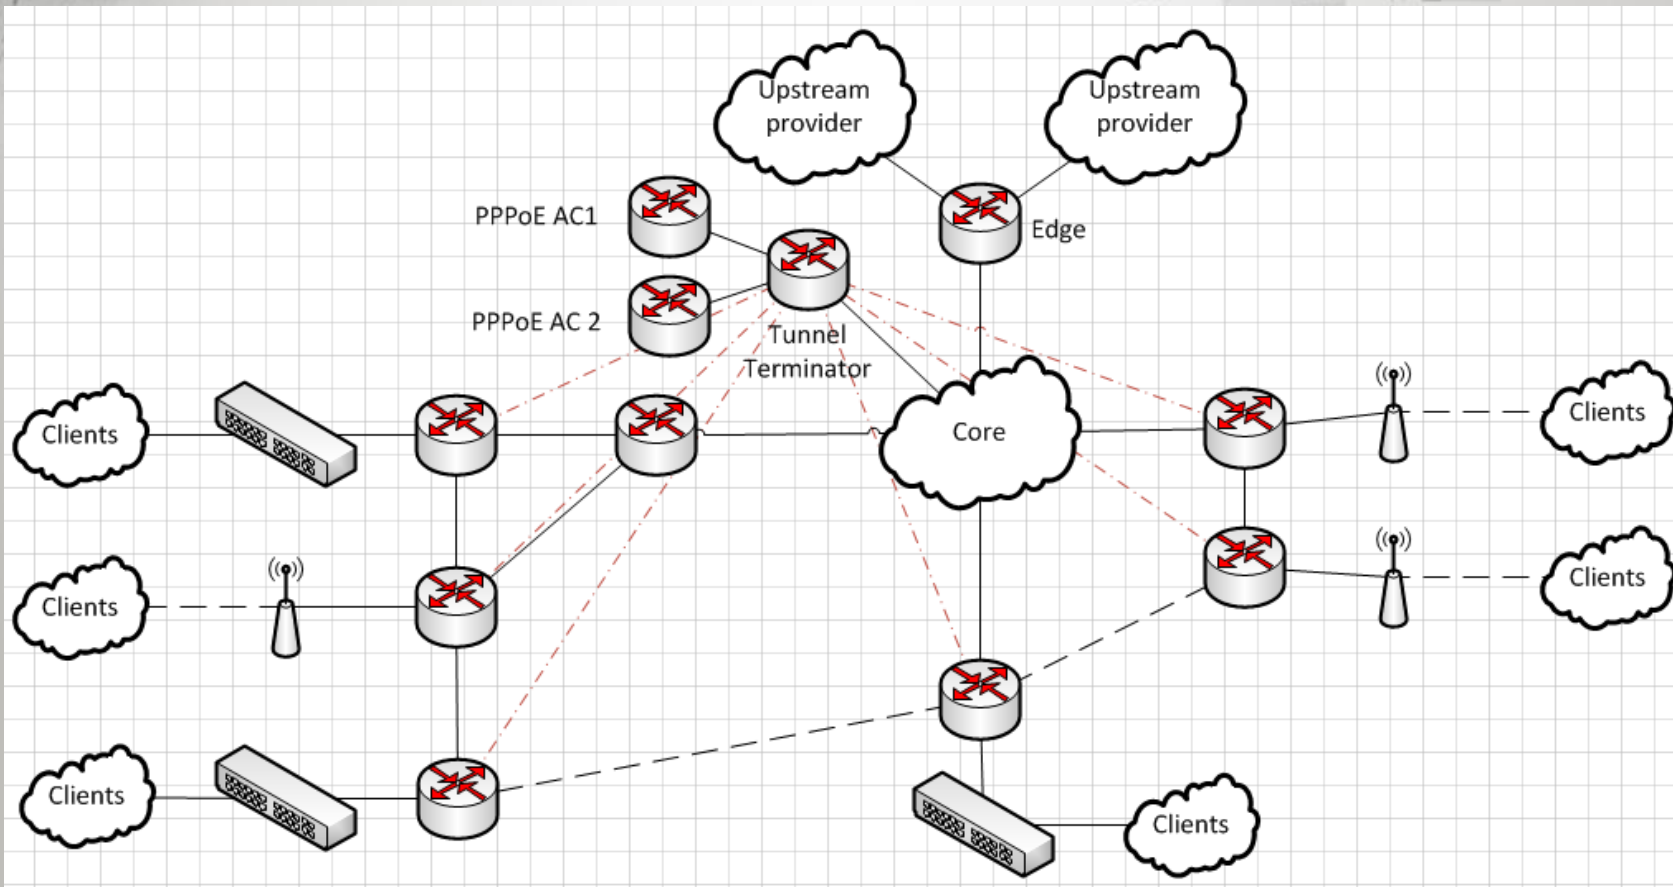 Upstream
provider
Upstream
provider
PPPoE AC1
Edge
PPPoE AC 2
Tunnel
Terminator
Clients
Core
Clients
Clients
Clients
Clients
Clients